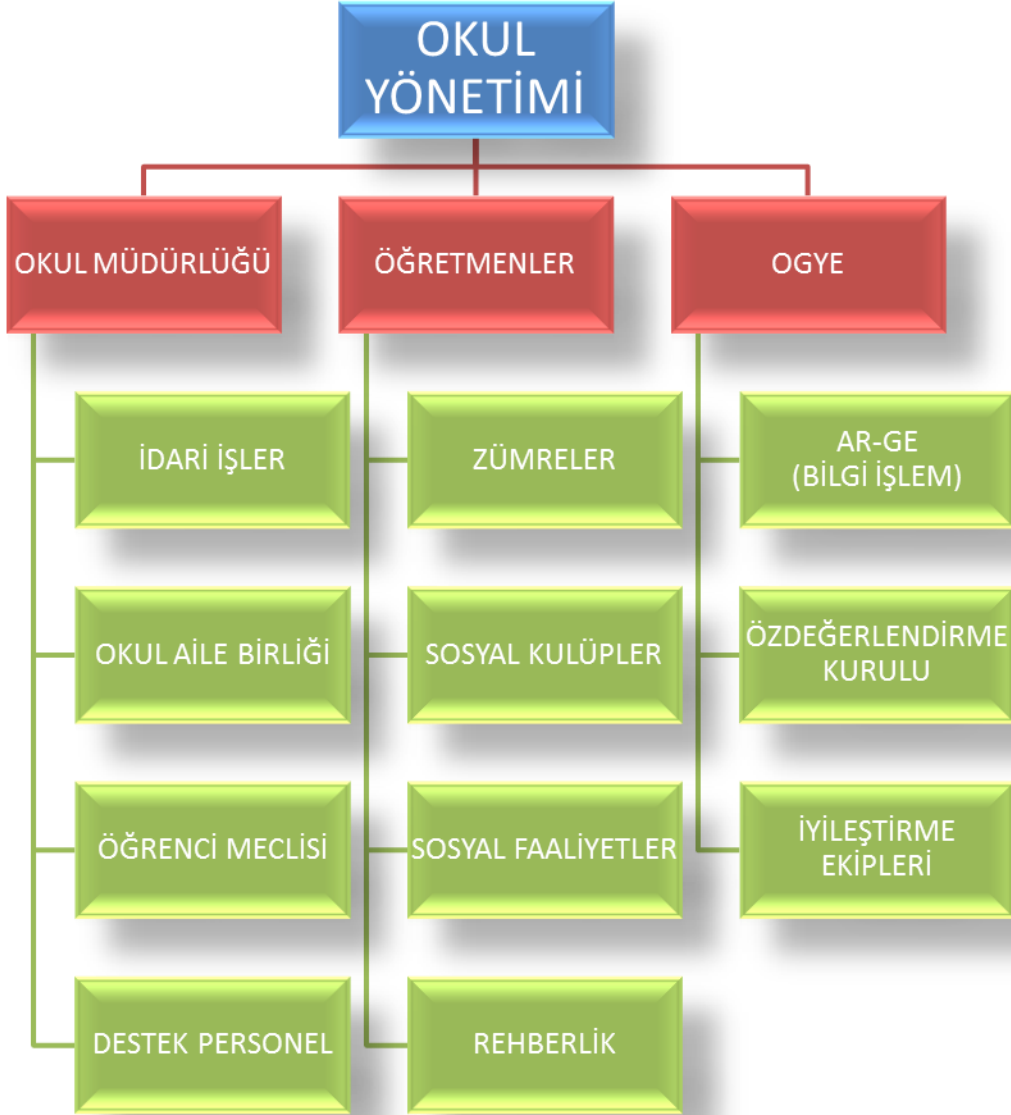 OKUL
YÖNETİMİ
OKUL MÜDÜRLÜĞÜ
ÖĞRETMENLER
OGYE
İDARİ İŞLER
ZÜMRELER
AR-GE
(BİLGİ İŞLEM)
OKUL AİLE BİRLİĞİ
SOSYAL KULÜPLER
ÖZDEĞERLENDİRME
KURULU
ÖĞRENCİ MECLİSİ
SOSYAL FAALİYETLER
İYİLEŞTİRME
EKİPLERİ
DESTEK PERSONEL
REHBERLİK